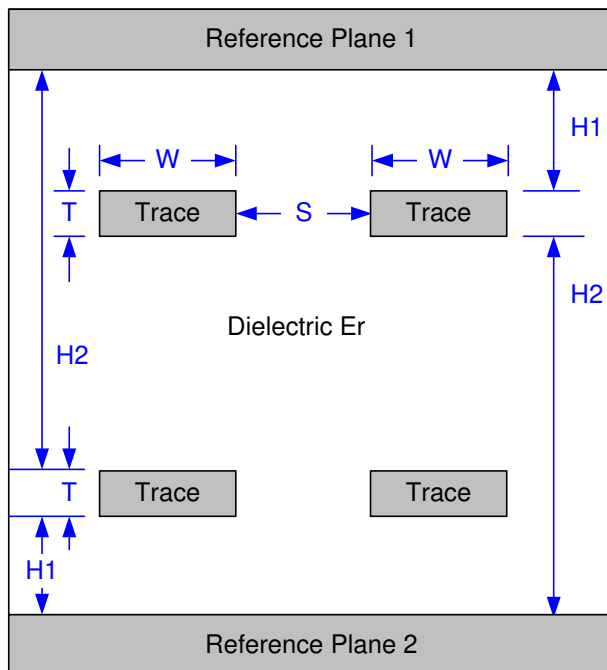 Reference Plane 1
H1
W
W
T
Trace
S
Trace
H2
Dielectric Er
H2
T
Trace
Trace
H1
Reference Plane 2